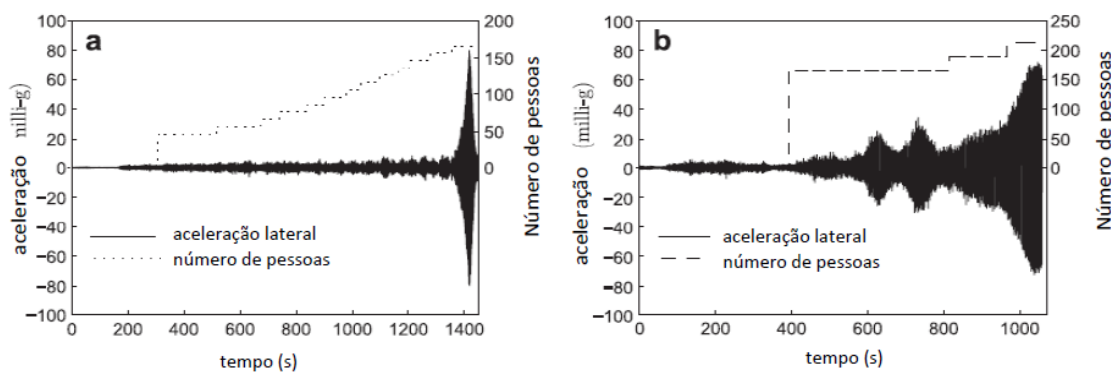 a
aceleração nilli-g)
100
80
60
40
20
0
−20
−40
−60
−80
−100
200
150
100
50
0
Número de pessoas
aceleração lateral
número de pessoas
0 200 400 600 800 1000 1200 1400
tempo (s)
b
aceleração (milli-g)
100
80
60
40
20
0
−20
−40
−60
−80
−100
250
200
150
100
50
0
Número de pessoas
aceleração lateral
número de pessoas
0 200 400 600 800 1000
tempo (s)